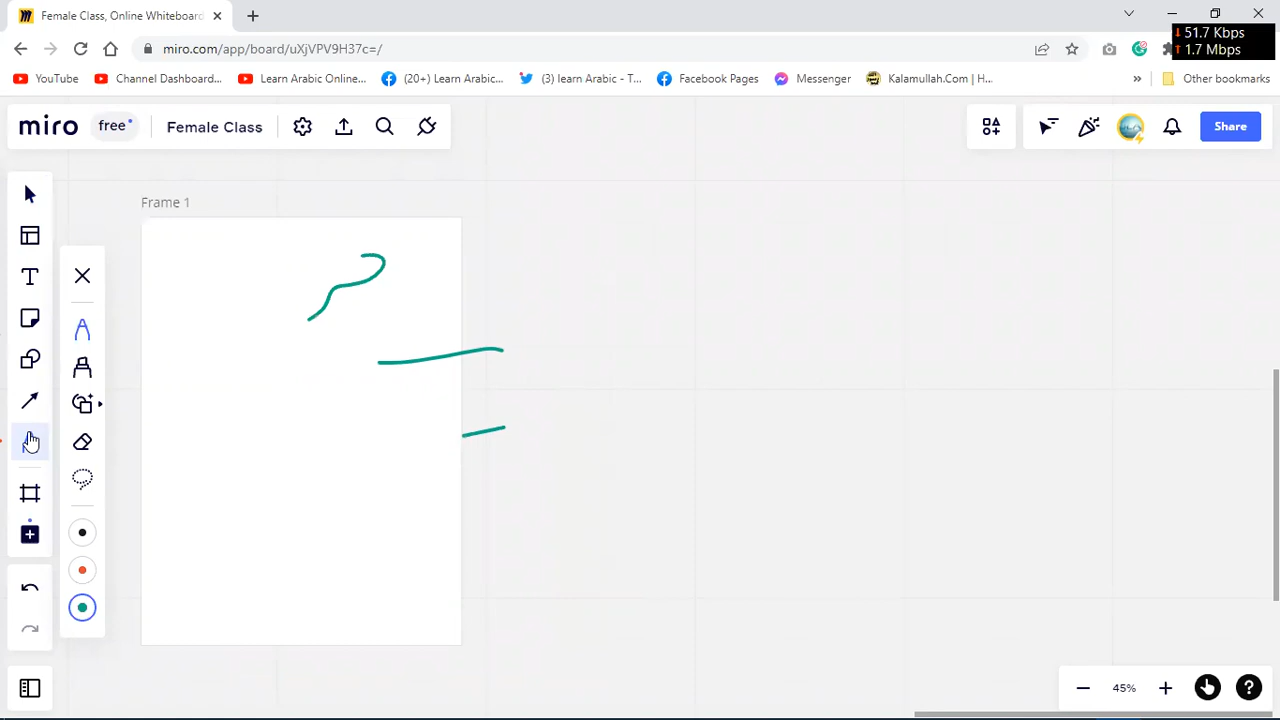 Female Class, Online Whiteboard
51.7 Kbps
1.7 Mbps
miro.com/app/board/uXjVPV9H37c=/
YouTube
Channel Dashboard...
Learn Arabic Online...
(20+) Learn Arabic...
(3) learn Arabic - T...
Facebook Pages
Messenger
Kalamullah.Com | H...
»
Other bookmarks
miro
free
Female Class
Share
Frame 1
T
45%
?